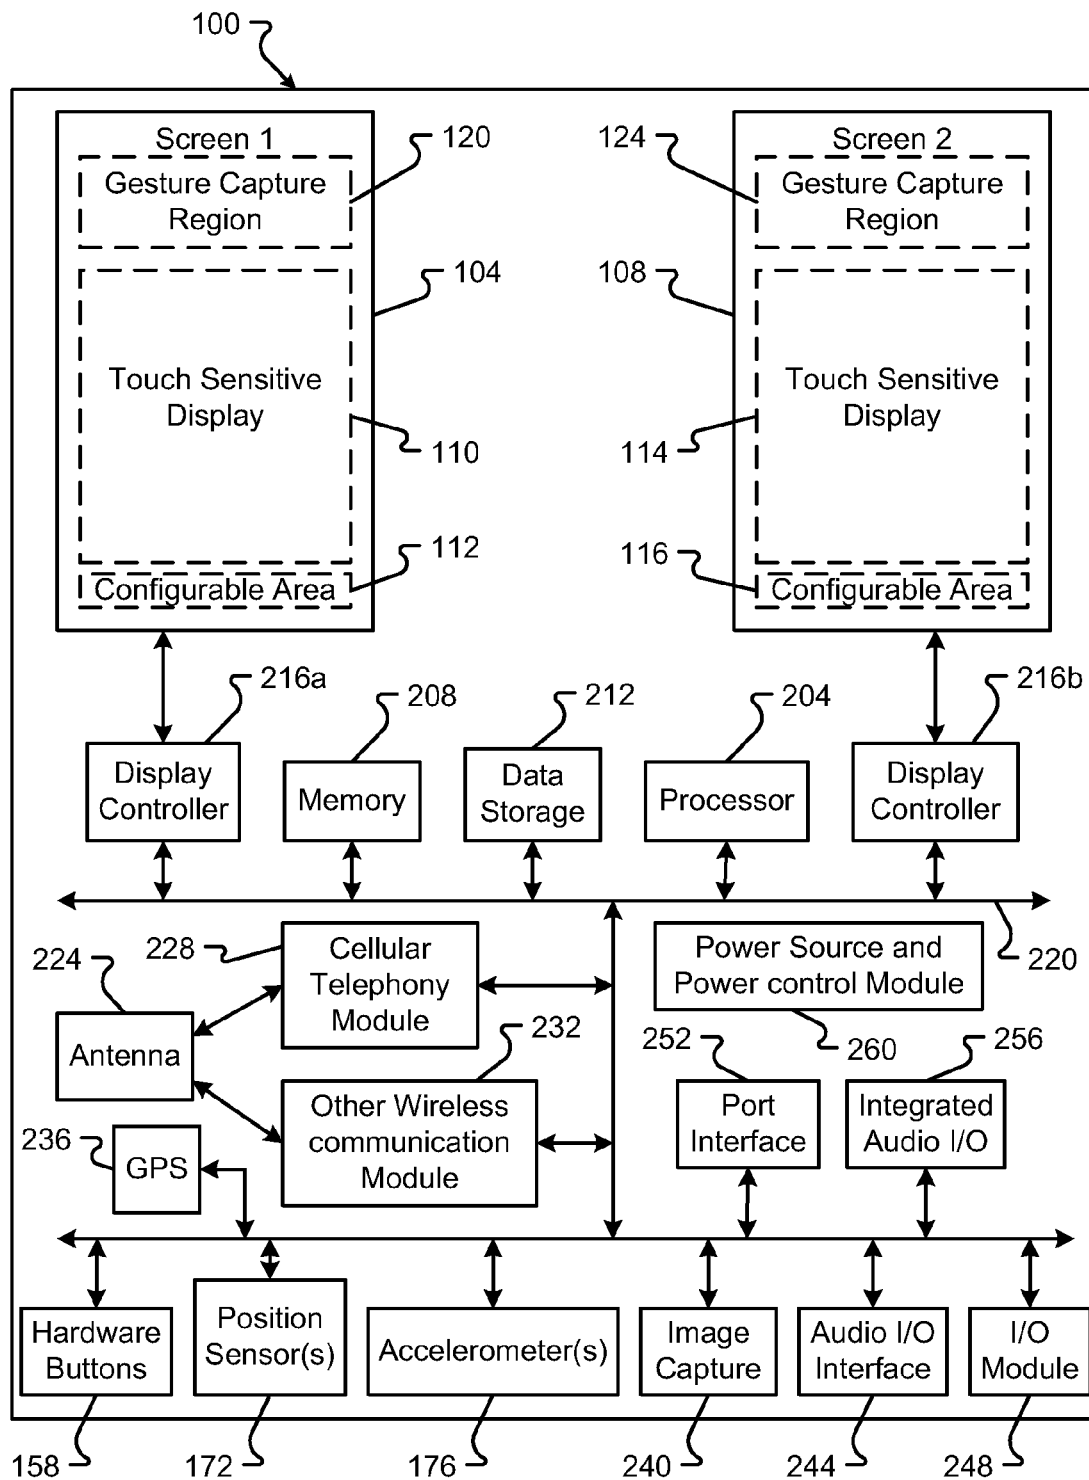 100
Screen 1
Gesture Capture
Region
120
Touch Sensitive
Display
104
110
Configurable Area
112
Screen 2
124
Gesture Capture
Region
108
Touch Sensitive
Display
114
116
Configurable Area
216a
208
212
204
216b
Display
Controller
Memory
Data
Storage
Processor
Display
Controller
220
228
Cellular
Telephony
Module
Power Source and
Power control Module
224
Antenna
232
252
260
256
Other Wireless
communication
Module
Port
Interface
Integrated
Audio I/O
236
GPS
Hardware
Buttons
Position
Sensor(s)
Accelerometer(s)
Image
Capture
Audio I/O
Interface
I/O
Module
158
172
176
240
244
248